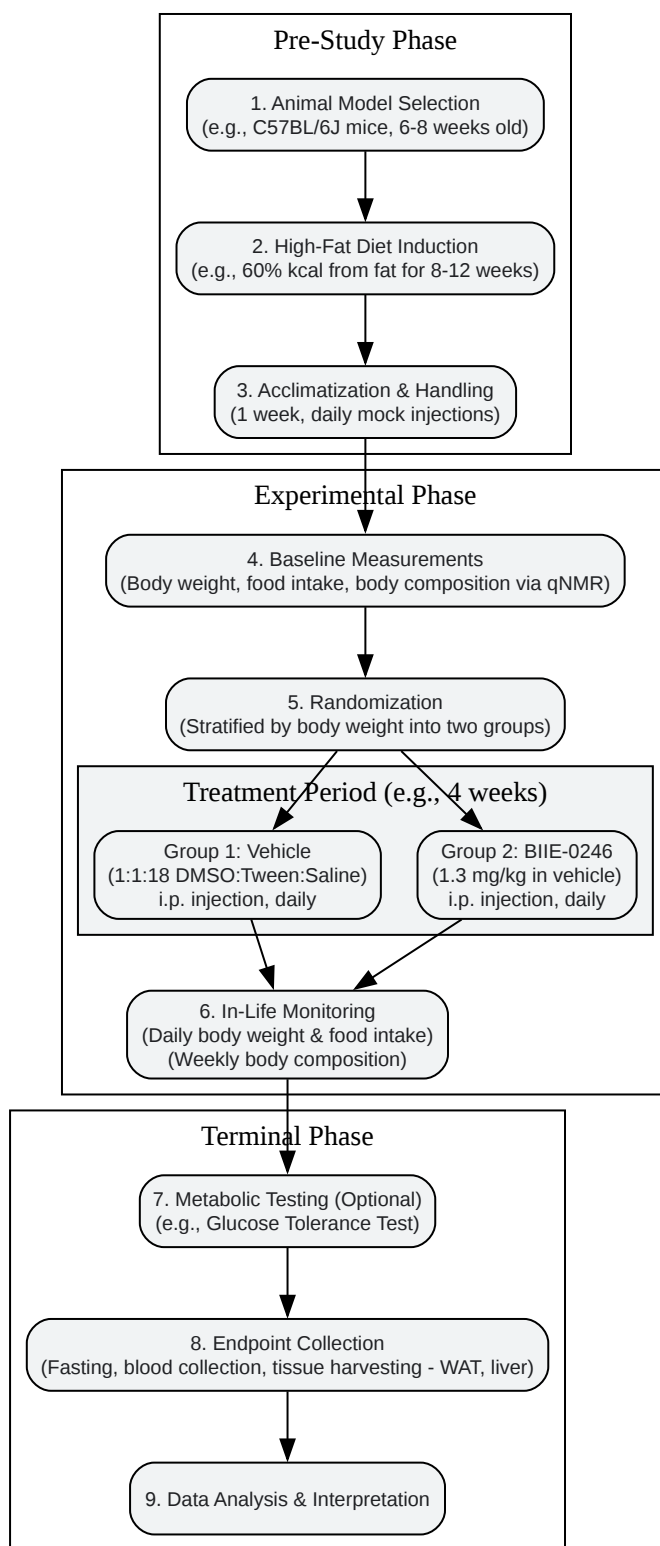 Pre-Study Phase
1. Animal Model Selection
(e.g., C57BL/6J mice, 6-8 weeks old)
2. High-Fat Diet Induction
(e.g., 60% kcal from fat for 8-12 weeks)
3. Acclimatization & Handling
(1 week, daily mock injections)
Experimental Phase
4. Baseline Measurements
(Body weight, food intake, body composition via qNMR)
5. Randomization
(Stratified by body weight into two groups)
Treatment Period (e.g., 4 weeks)
Group 1: Vehicle
(1:1:18 DMSO:Tween:Saline)
i.p. injection, daily
Group 2: BIIE-0246
(1.3 mg/kg in vehicle)
i.p. injection, daily
6. In-Life Monitoring
(Daily body weight & food intake)
(Weekly body composition)
Terminal Phase
7. Metabolic Testing (Optional)
(e.g., Glucose Tolerance Test)
8. Endpoint Collection
(Fasting, blood collection, tissue harvesting - WAT, liver)
9. Data Analysis & Interpretation